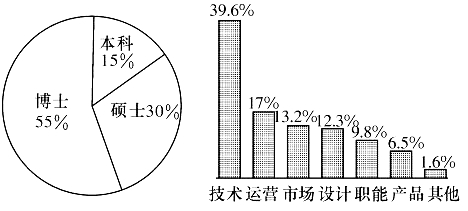 本科
15%
博士
55%
硕士30%
39.6%
17%
13.2%
12.3%
9.8%
6.5%
1.6%
技术 运营 市场 设计 职能 产品 其他